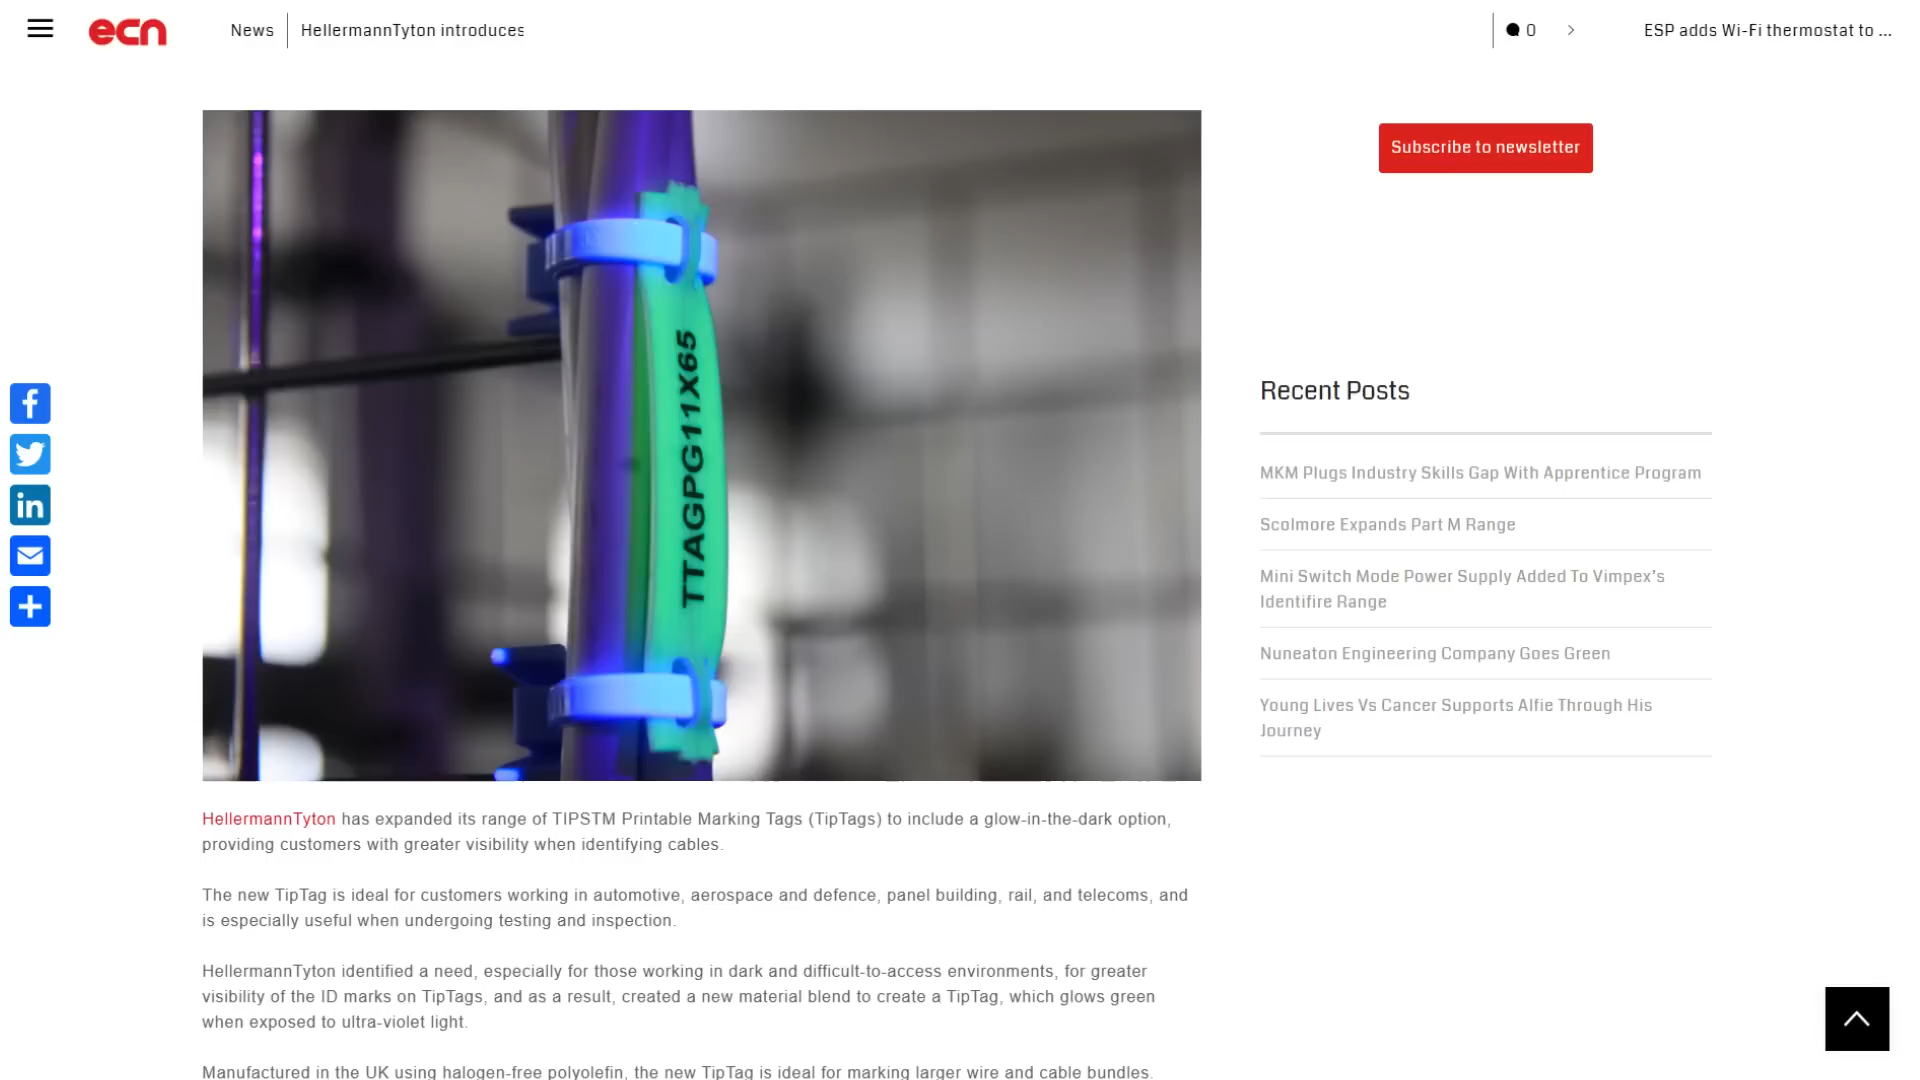 ecn
News
HellermannTyton introduces
0
ESP adds Wi-Fi thermostat to ...
Subscribe to newsletter
TTAGPG11X65
Recent Posts
MKM Plugs Industry Skills Gap With Apprentice Program
Scolmore Expands Part M Range
Mini Switch Mode Power Supply Added To Vimpex’s
Identifire Range
Nuneaton Engineering Company Goes Green
Young Lives Vs Cancer Supports Alfie Through His
Journey
HellermannTyton has expanded its range of TIPSTM Printable Marking Tags (TipTags) to include a glow-in-the-dark option,
providing customers with greater visibility when identifying cables.
The new TipTag is ideal for customers working in automotive, aerospace and defence, panel building, rail, and telecoms, and
is especially useful when undergoing testing and inspection.
HellermannTyton identified a need, especially for those working in dark and difficult-to-access environments, for greater
visibility of the ID marks on TipTags, and as a result, created a new material blend to create a TipTag, which glows green
when exposed to ultra-violet light.
Manufactured in the UK using halogen-free polyolefin, the new TipTag is ideal for marking larger wire and cable bundles.